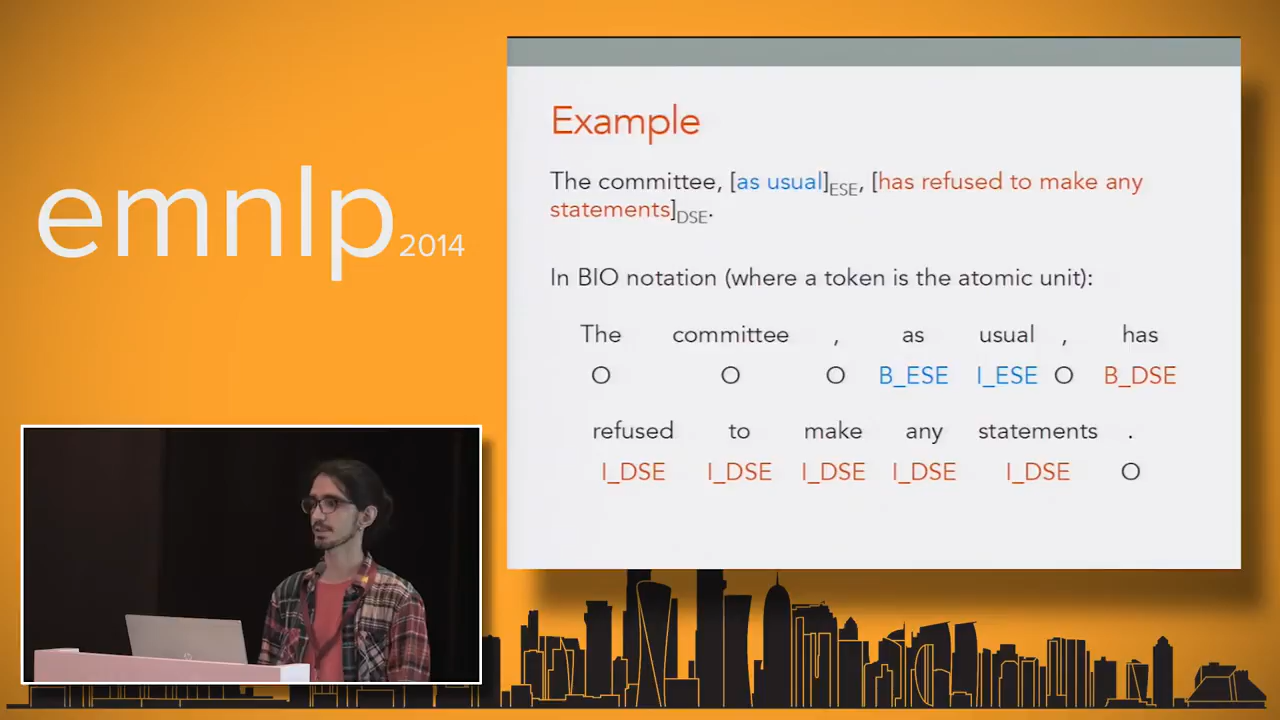 emnlp 2014
Example
The committee, [as usual]ESE, [has refused to make any
statements]DSE.
In BIO notation (where a token is the atomic unit):
The committee , as usual , has
O O O B_ESE I_ESE O B_DSE
refused to make any statements .
I_DSE I_DSE I_DSE I_DSE I_DSE O